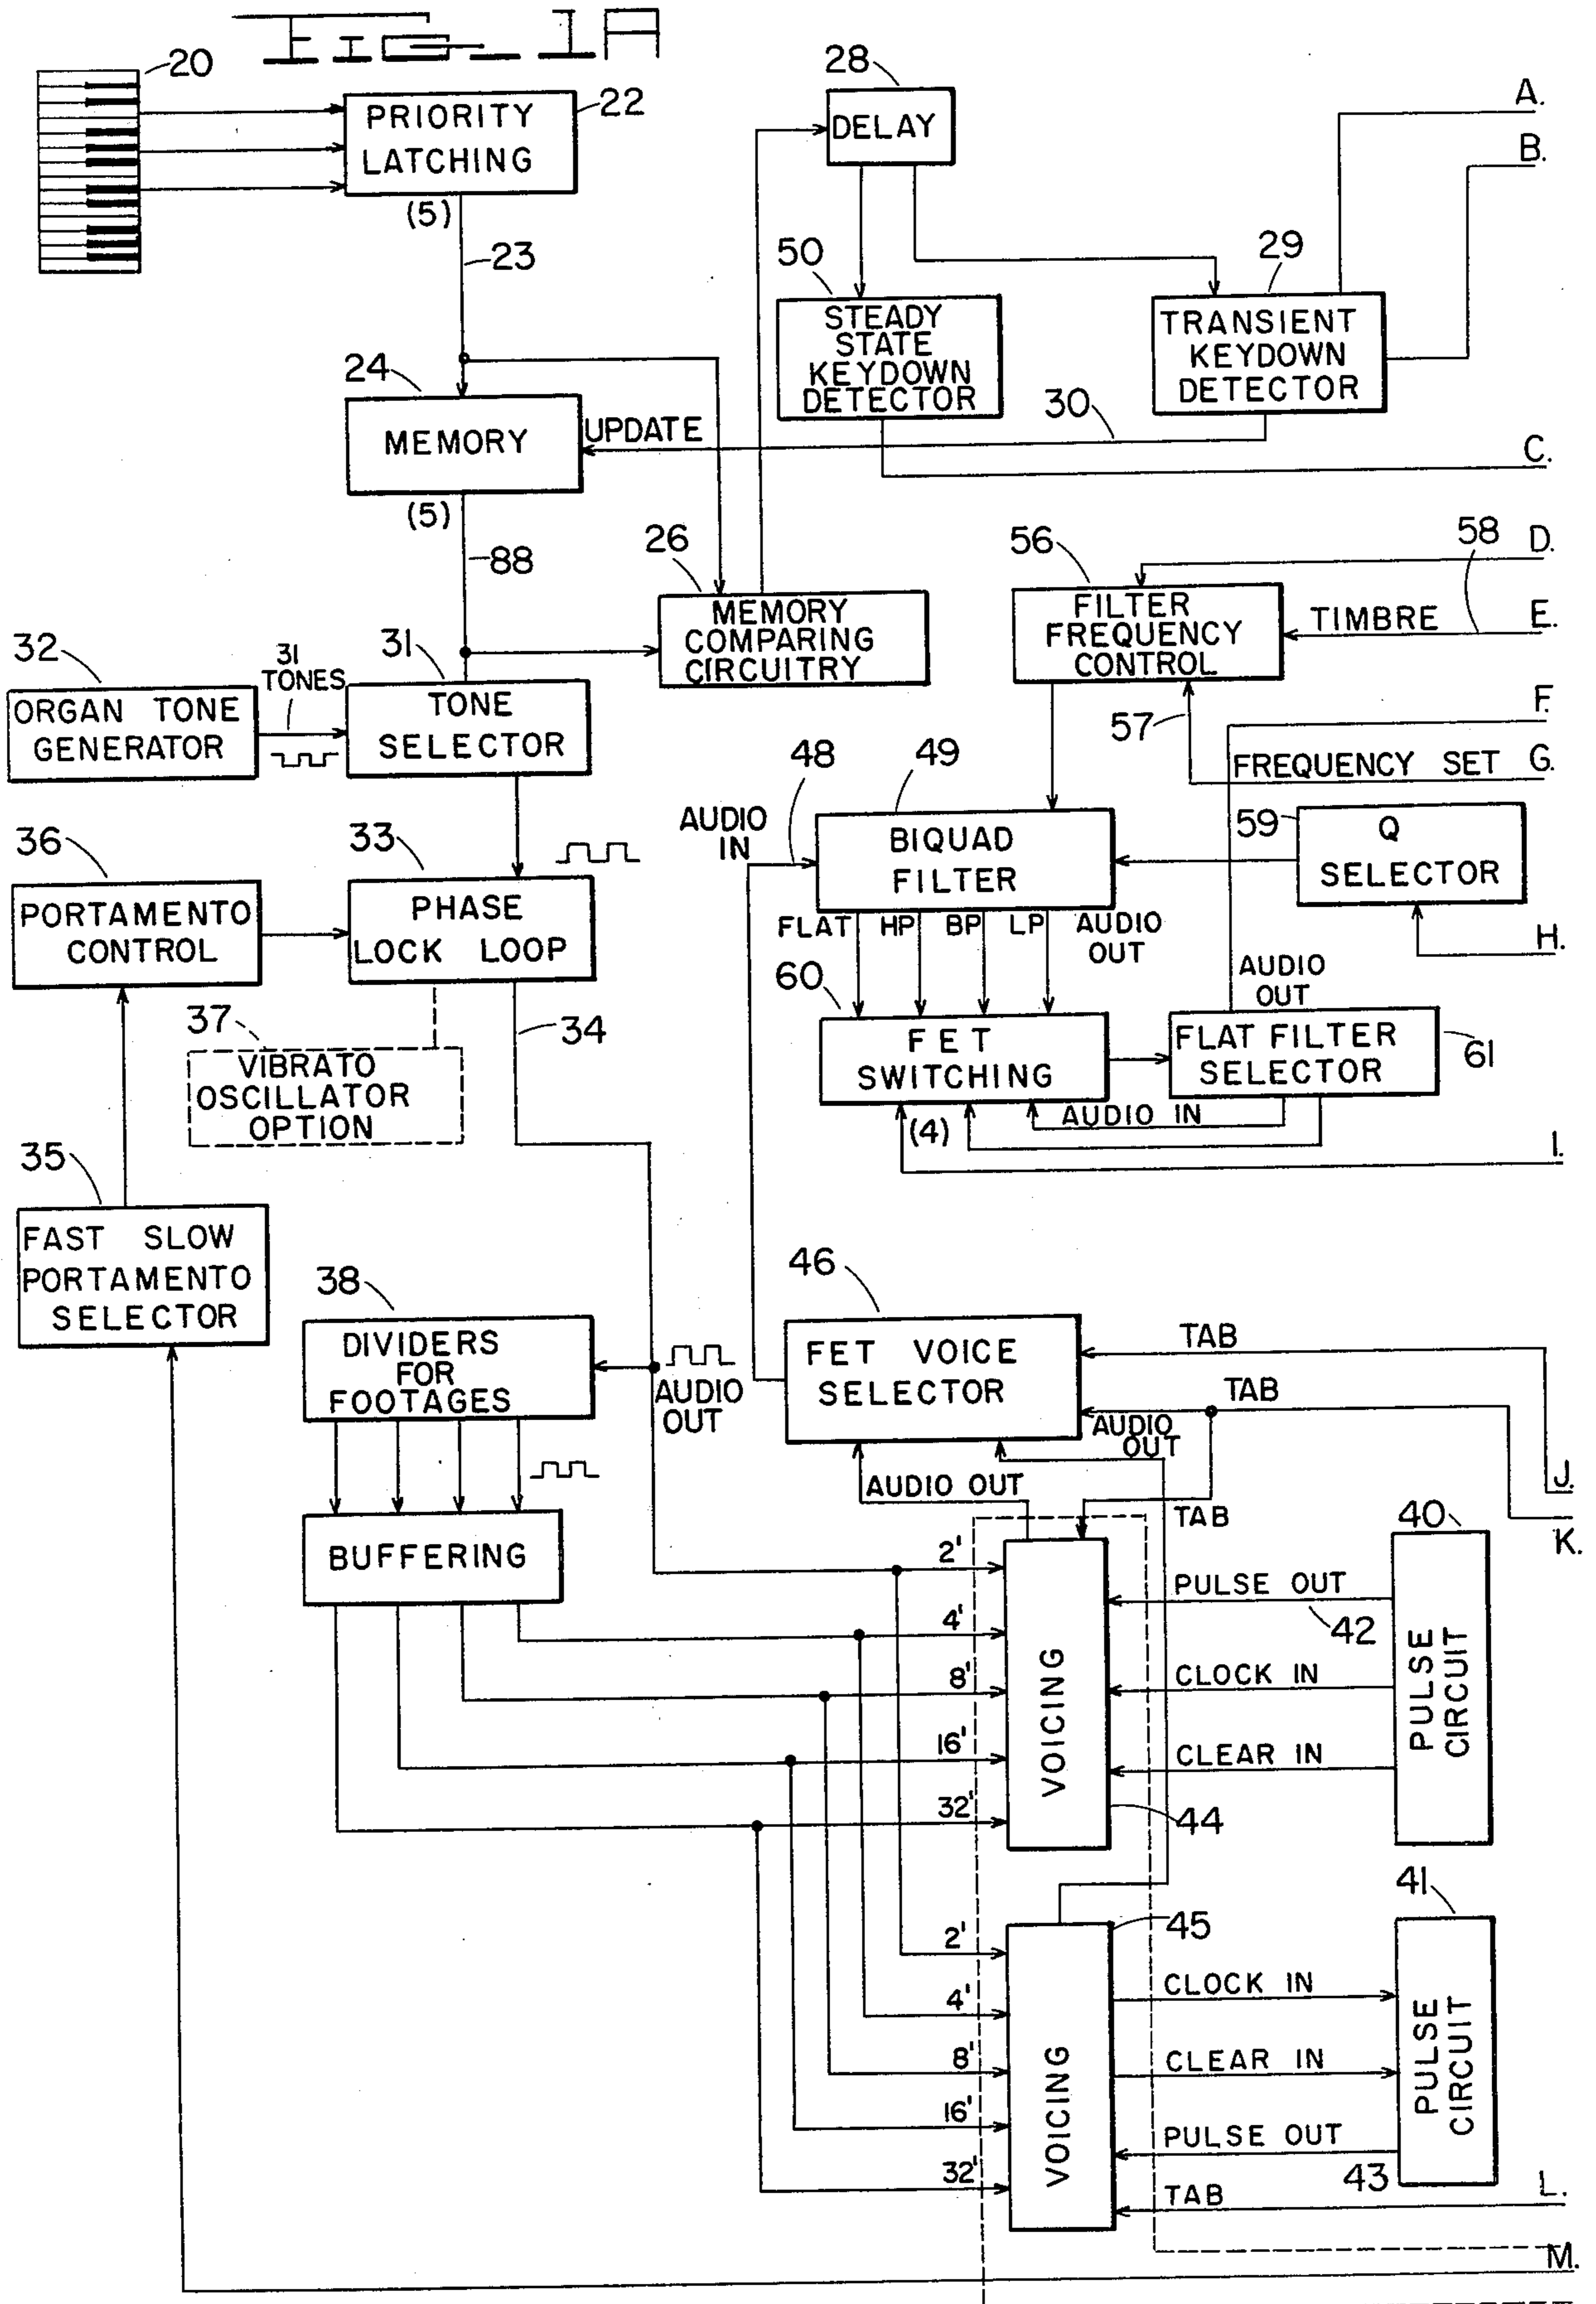 FIG_1A
20
PRIORITY
LATCHING
22
(5)
23
28
DELAY
A.
B.
50
STEADY
STATE
KEYDOWN
DETECTOR
29
TRANSIENT
KEYDOWN
DETECTOR
24
MEMORY
UPDATE
30
C.
(5)
88
26
MEMORY
COMPARING
CIRCUITRY
56
FILTER
FREQUENCY
CONTROL
D.
58
TIMBRE
E.
32
ORGAN TONE
GENERATOR
31
TONES
31
TONE
SELECTOR
57
F.
FREQUENCY SET
G.
48
AUDIO
IN
49
BIQUAD
FILTER
59
Q
SELECTOR
36
PORTAMENTO
CONTROL
33
PHASE
LOCK LOOP
FLAT
HP
BP
LP
AUDIO
OUT
H.
37
VIBRATO
OSCILLATOR
OPTION
34
60
FET
SWITCHING
AUDIO
OUT
FLAT FILTER
SELECTOR
61
(4)
AUDIO IN
I.
35
FAST SLOW
PORTAMENTO
SELECTOR
38
DIVIDERS
FOR
FOOTAGES
AUDIO
OUT
46
FET VOICE
SELECTOR
TAB
TAB
AUDIO
OUT
AUDIO OUT
TAB
J.
K.
BUFFERING
2'
4'
8'
16'
32'
VOICING
44
PULSE OUT
42
CLOCK IN
CLEAR IN
40
PULSE
CIRCUIT
2'
4'
8'
16'
32'
VOICING
45
CLOCK IN
CLEAR IN
PULSE OUT
43
TAB
41
PULSE
CIRCUIT
L.
M.